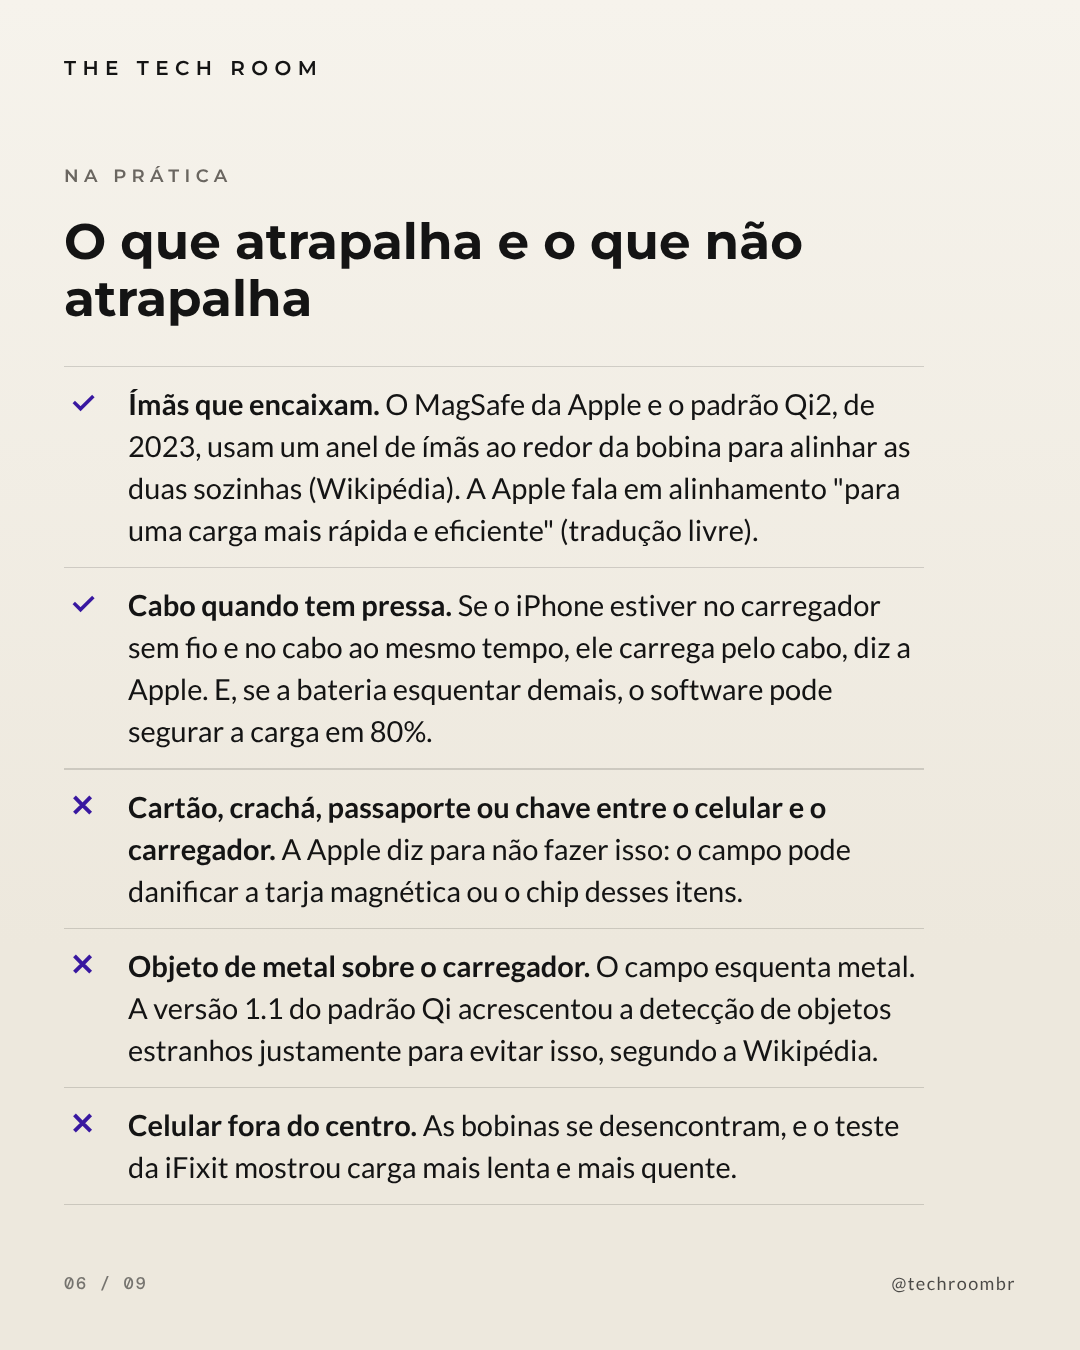 THE TECH ROOM
NA PRÁTICA
O que atrapalha e o que não
atrapalha
Ímãs que encaixam. O MagSafe da Apple e o padrão Qi2, de
2023, usam um anel de ímãs ao redor da bobina para alinhar as
duas sozinhas (Wikipédia). A Apple fala em alinhamento "para
uma carga mais rápida e eficiente" (tradução livre).
Cabo quando tem pressa. Se o iPhone estiver no carregador
sem fio e no cabo ao mesmo tempo, ele carrega pelo cabo, diz a
Apple. E, se a bateria esquentar demais, o software pode
segurar a carga em 80%.
Cartão, crachá, passaporte ou chave entre o celular e o
carregador. A Apple diz para não fazer isso: o campo pode
danificar a tarja magnética ou o chip desses itens.
Objeto de metal sobre o carregador. O campo esquenta metal.
A versão 1.1 do padrão Qi acrescentou a detecção de objetos
estranhos justamente para evitar isso, segundo a Wikipédia.
Celular fora do centro. As bobinas se desencontram, e o teste
da iFixit mostrou carga mais lenta e mais quente.
06 / 09
@techroombr